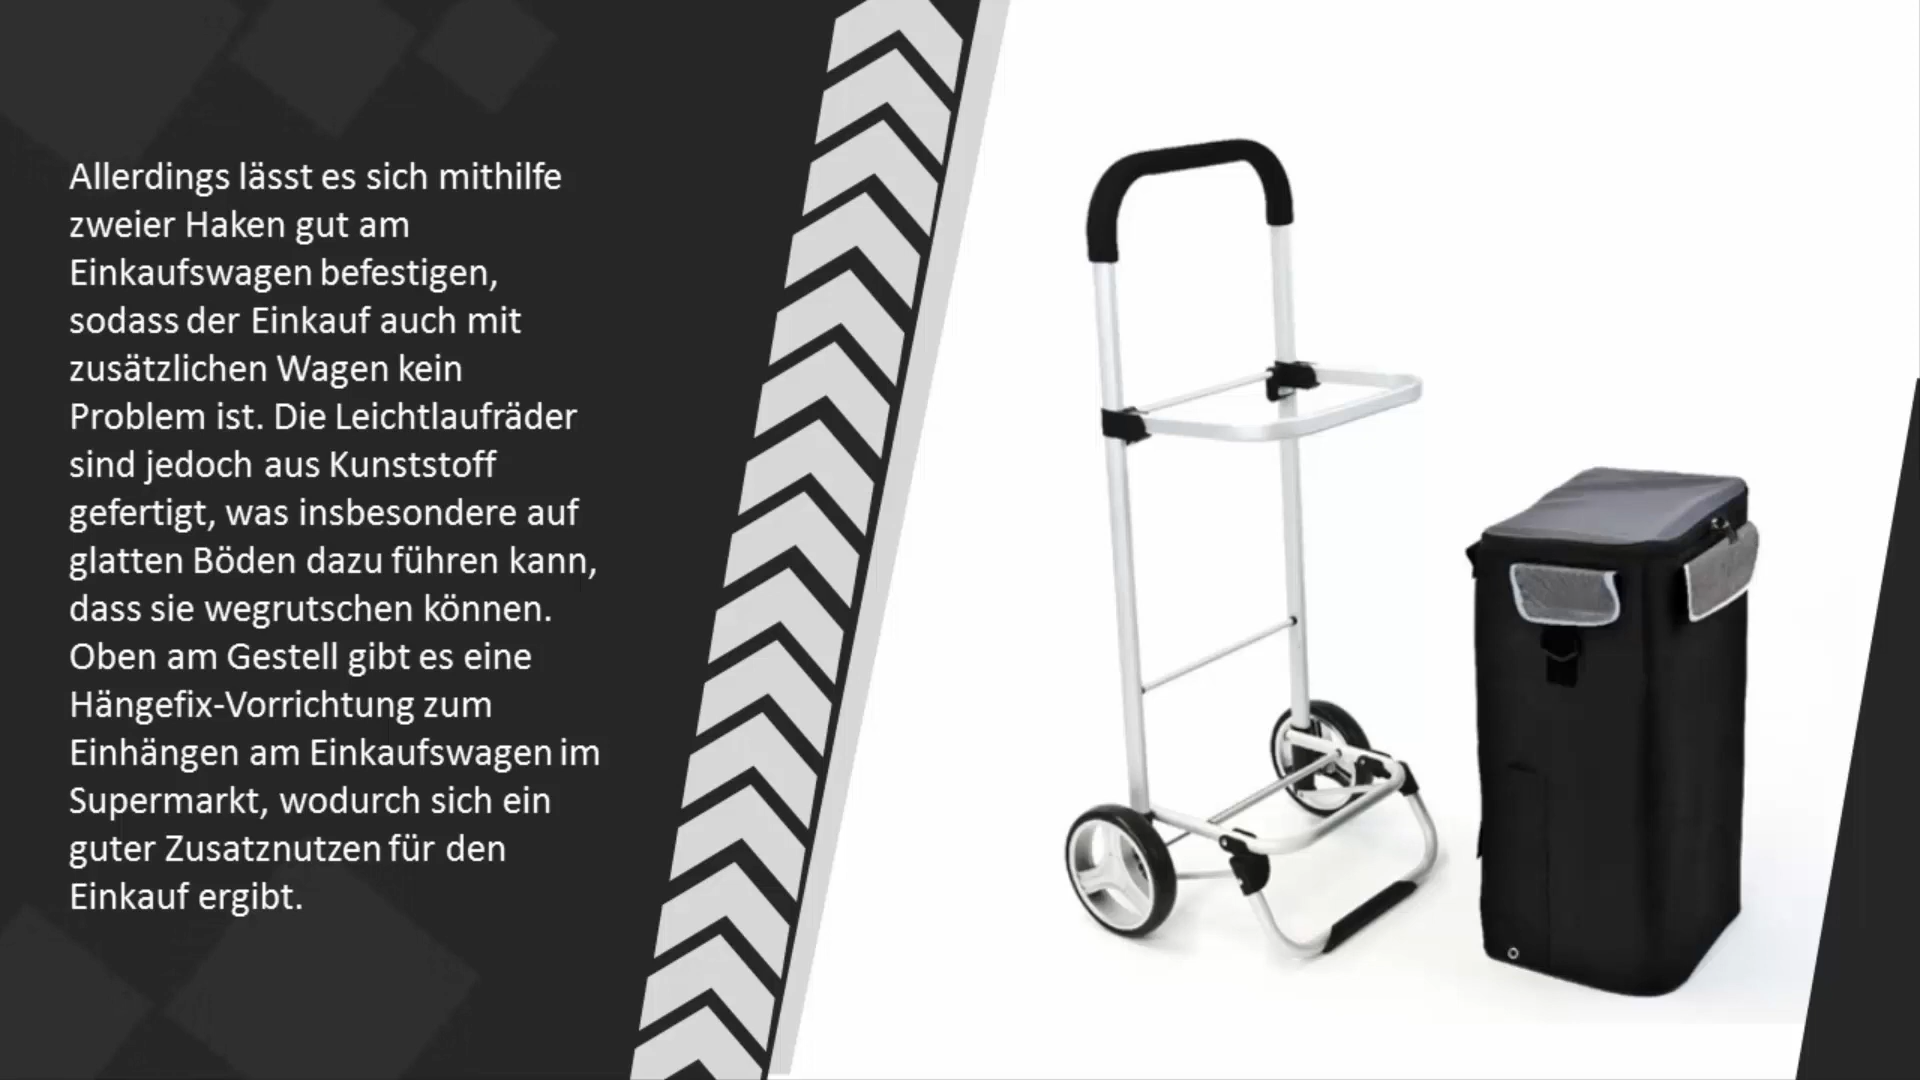 Allerdings lässt es sich mithilfe
zweier Haken gut am
Einkaufswagen befestigen,
sodass der Einkauf auch mit
zusätzlichen Wagen kein
Problem ist. Die Leichtlaufräder
sind jedoch aus Kunststoff
gefertigt, was insbesondere auf
glatten Böden dazu führen kann,
dass sie wegrutschen können.
Oben am Gestell gibt es eine
Hängefix-Vorrichtung zum
Einhängen am Einkaufswagen im
Supermarkt, wodurch sich ein
guter Zusatznutzen für den
Einkauf ergibt.